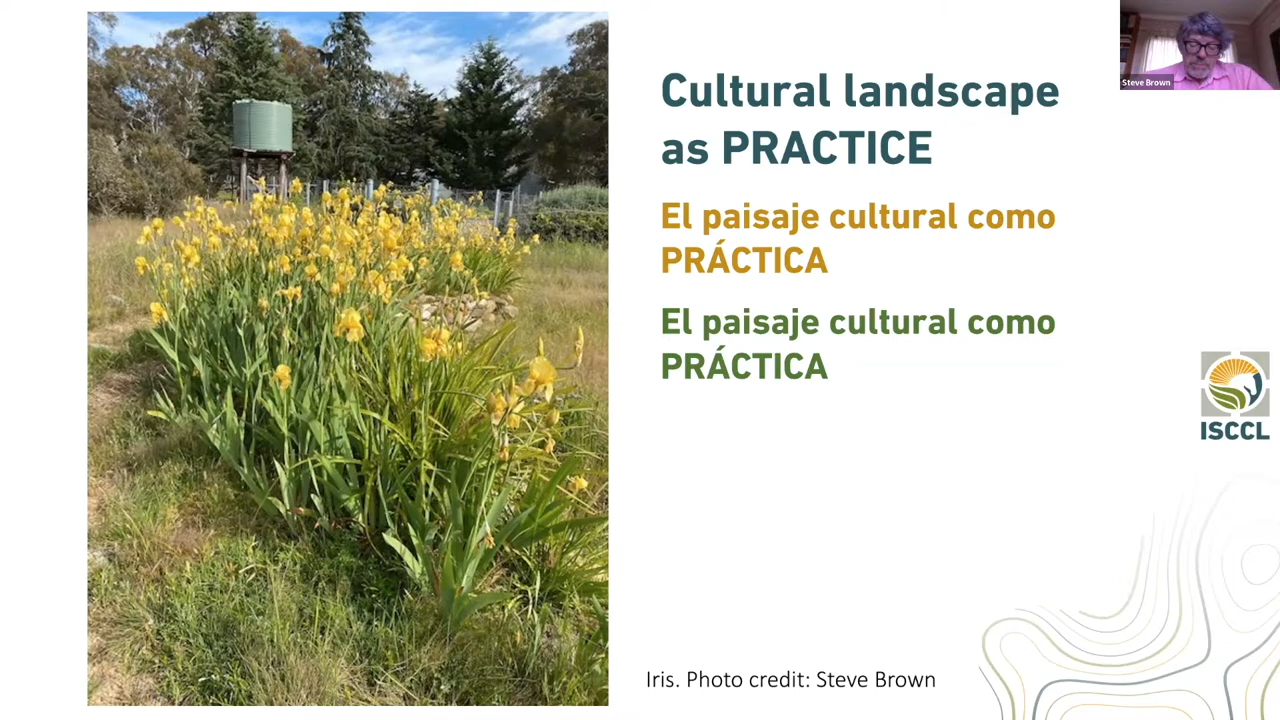 Cultural landscape
as PRACTICE
El paisaje cultural como
PRÁCTICA
El paisaje cultural como
PRÁCTICA
Iris. Photo credit: Steve Brown
Steve Brown
ISCCL